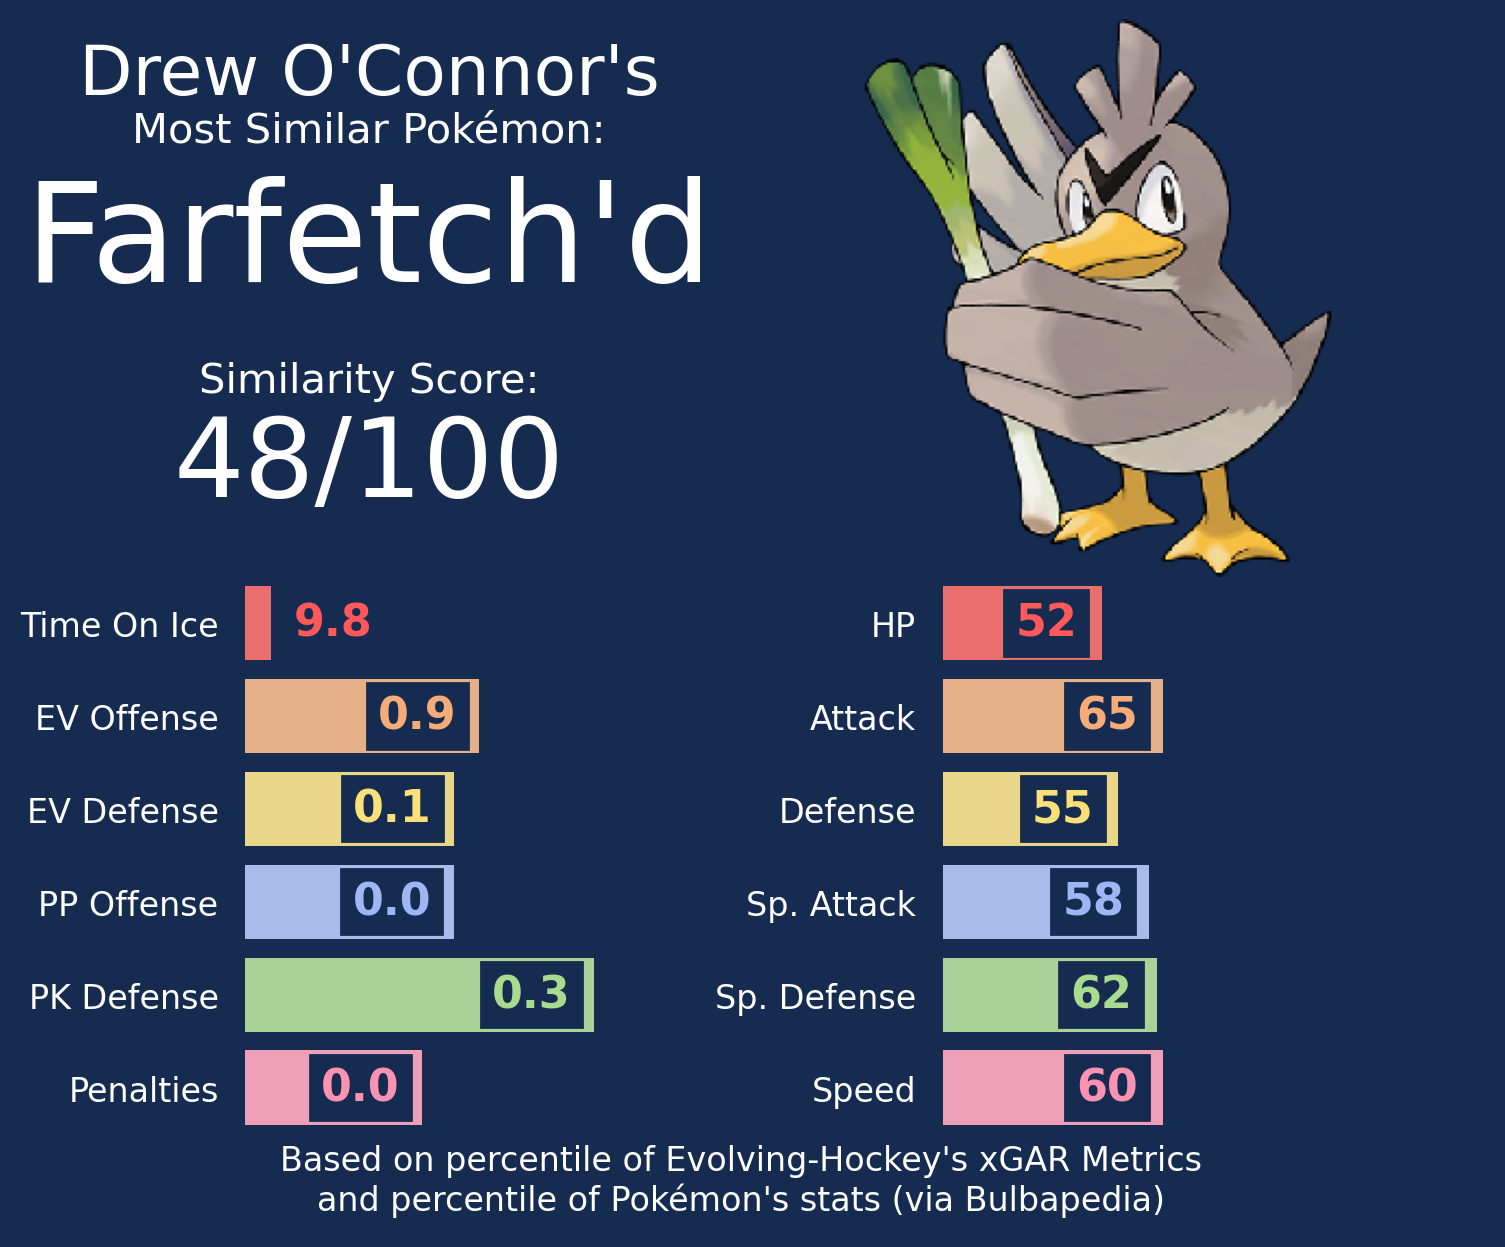 Drew O'Connor's
Most Similar Pokémon:
Farfetch'd
Similarity Score:
48/100
Time On Ice 9.8
EV Offense 0.9
EV Defense 0.1
PP Offense 0.0
PK Defense 0.3
Penalties 0.0
HP 52
Attack 65
Defense 55
Sp. Attack 58
Sp. Defense 62
Speed 60
Based on percentile of Evolving-Hockey's xGAR Metrics
and percentile of Pokémon's stats (via Bulbapedia)